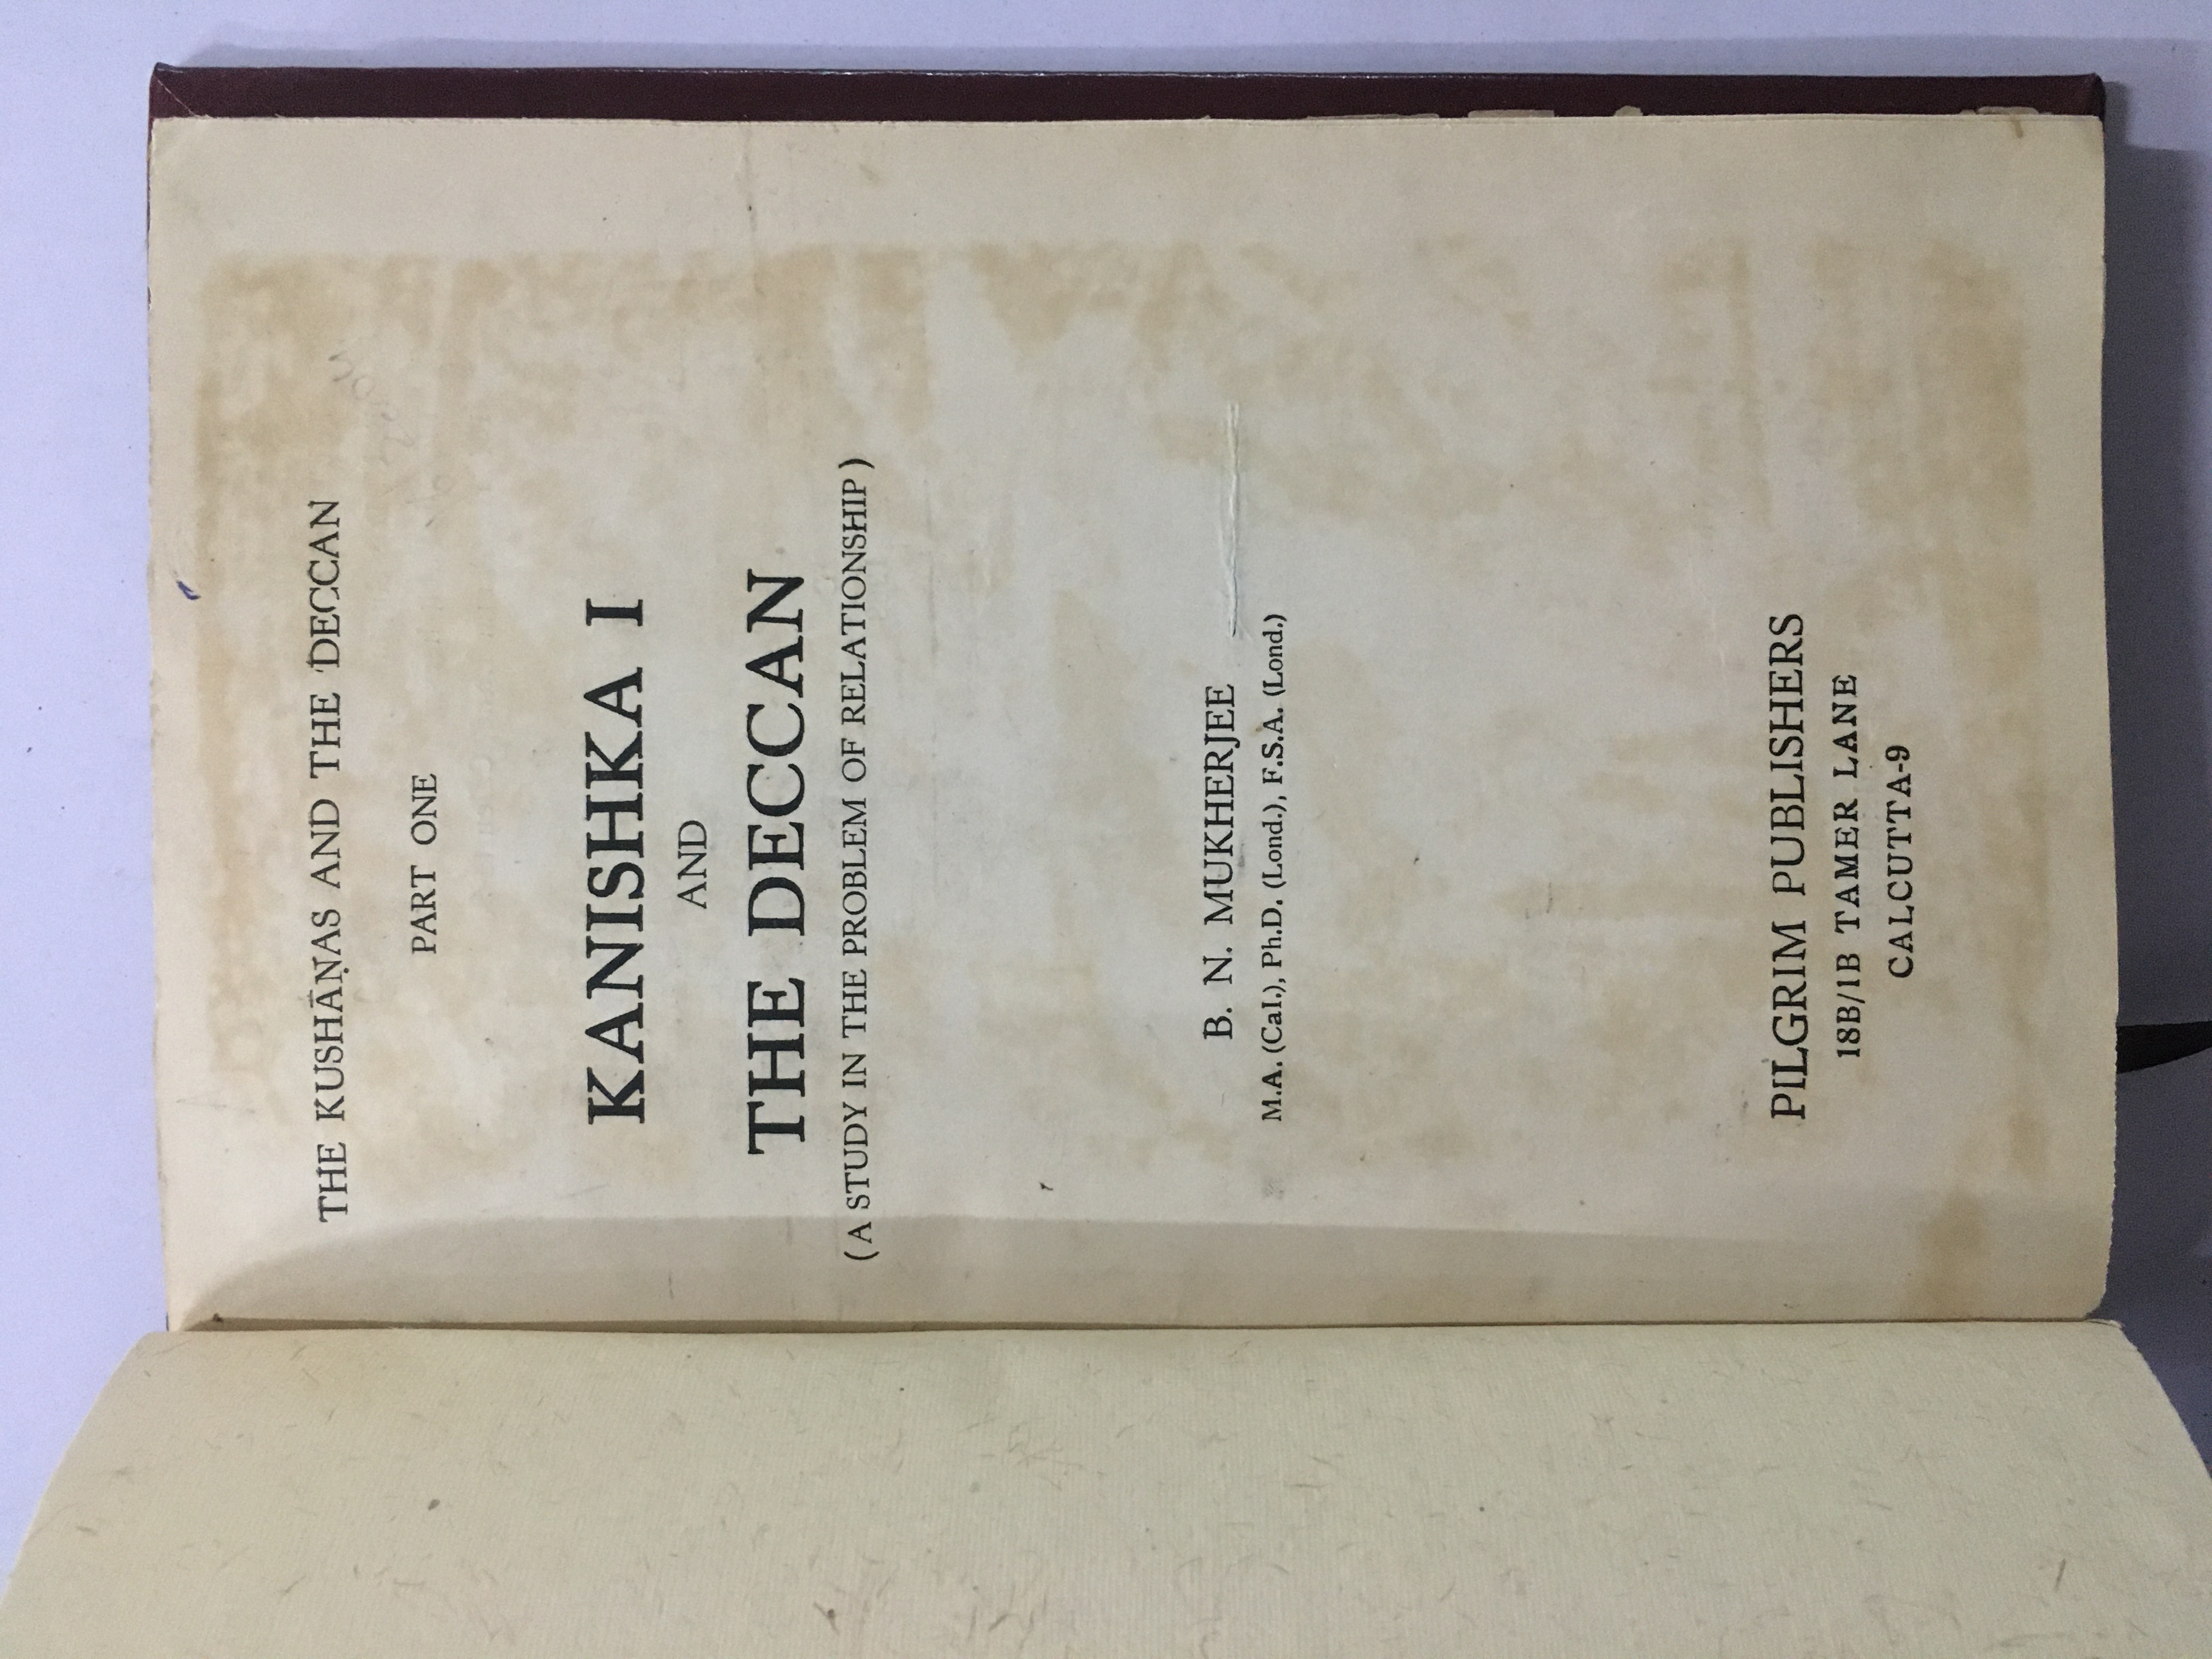 THE KUSHĀṆAS AND THE DECCAN
PART ONE
KANISHKA I
AND
THE DECCAN
( A STUDY IN THE PROBLEM OF RELATIONSHIP )
B. N. MUKHERJEE
M.A. (Cal.), Ph.D. (Lond.), F.S.A. (Lond.)
PILGRIM PUBLISHERS
18B/1B TAMER LANE
CALCUTTA-9